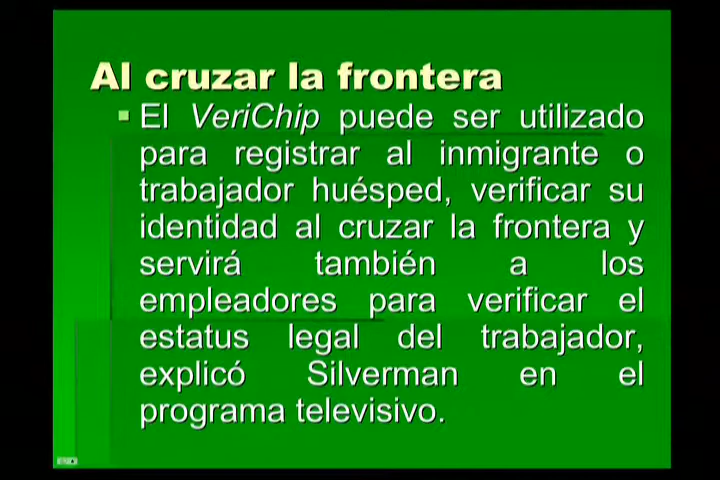 Al cruzar la frontera
El VeriChip puede ser utilizado
para registrar al inmigrante o
trabajador huésped, verificar su
identidad al cruzar la frontera y
servirá también a los
empleadores para verificar el
estatus legal del trabajador,
explicó Silverman en el
programa televisivo.